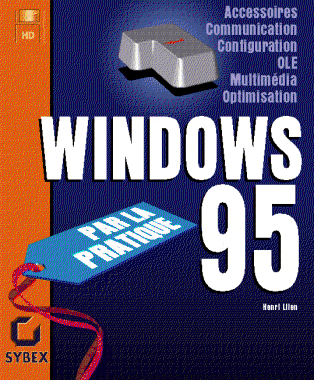 HD
Accessoires
Communication
Configuration
OLE
Multimédia
Optimisation
WINDOWS
95
PAR LA
PRATIQUE
Henri Lilen
SYBEX